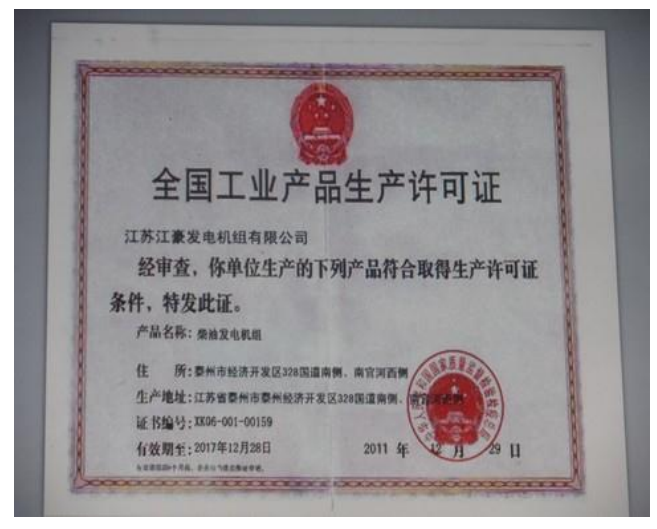 全国工业产品生产许可证
江苏江豪发电机组有限公司
经审查，你单位生产的下列产品符合取得生产许可证
条件，特发此证。
产品名称：柴油发电机组
住 所：泰州市经济开发区328国道南侧、南官河西侧
生产地址：江苏省泰州市泰州经济开发区328国道南侧、南官河西侧
证书编号：XK06-001-00159
有效期至：2017年12月28日
2011 年 12 月 29 日